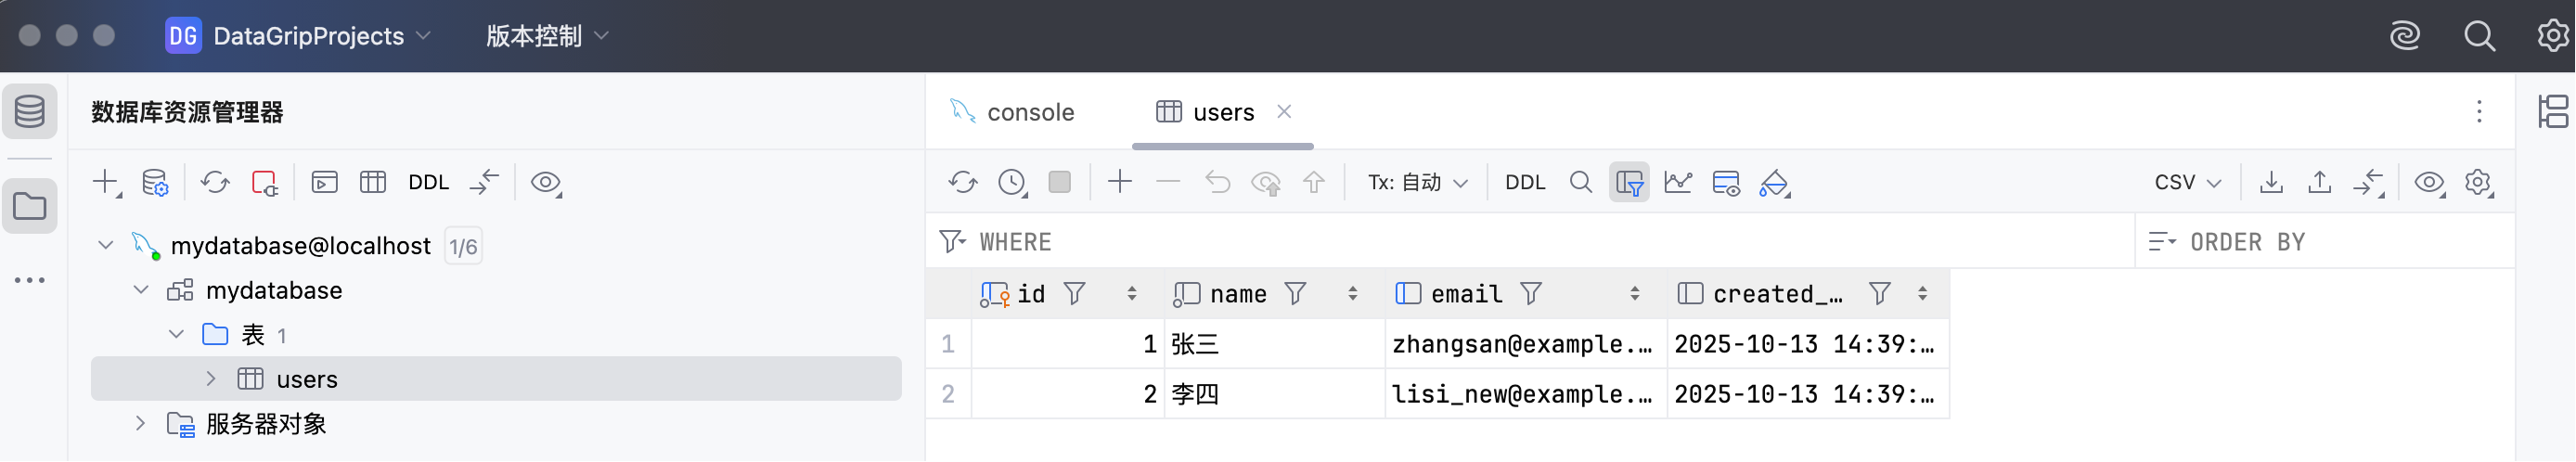 DG DataGripProjects 版本控制
数据库资源管理器
DDL
mydatabase@localhost 1/6
mydatabase
表 1
users
服务器对象
console users
Tx: 自动 DDL CSV
WHERE ORDER BY
id name email created_…
1 1 张三 zhangsan@example.… 2025-10-13 14:39:…
2 2 李四 lisi_new@example.… 2025-10-13 14:39:…